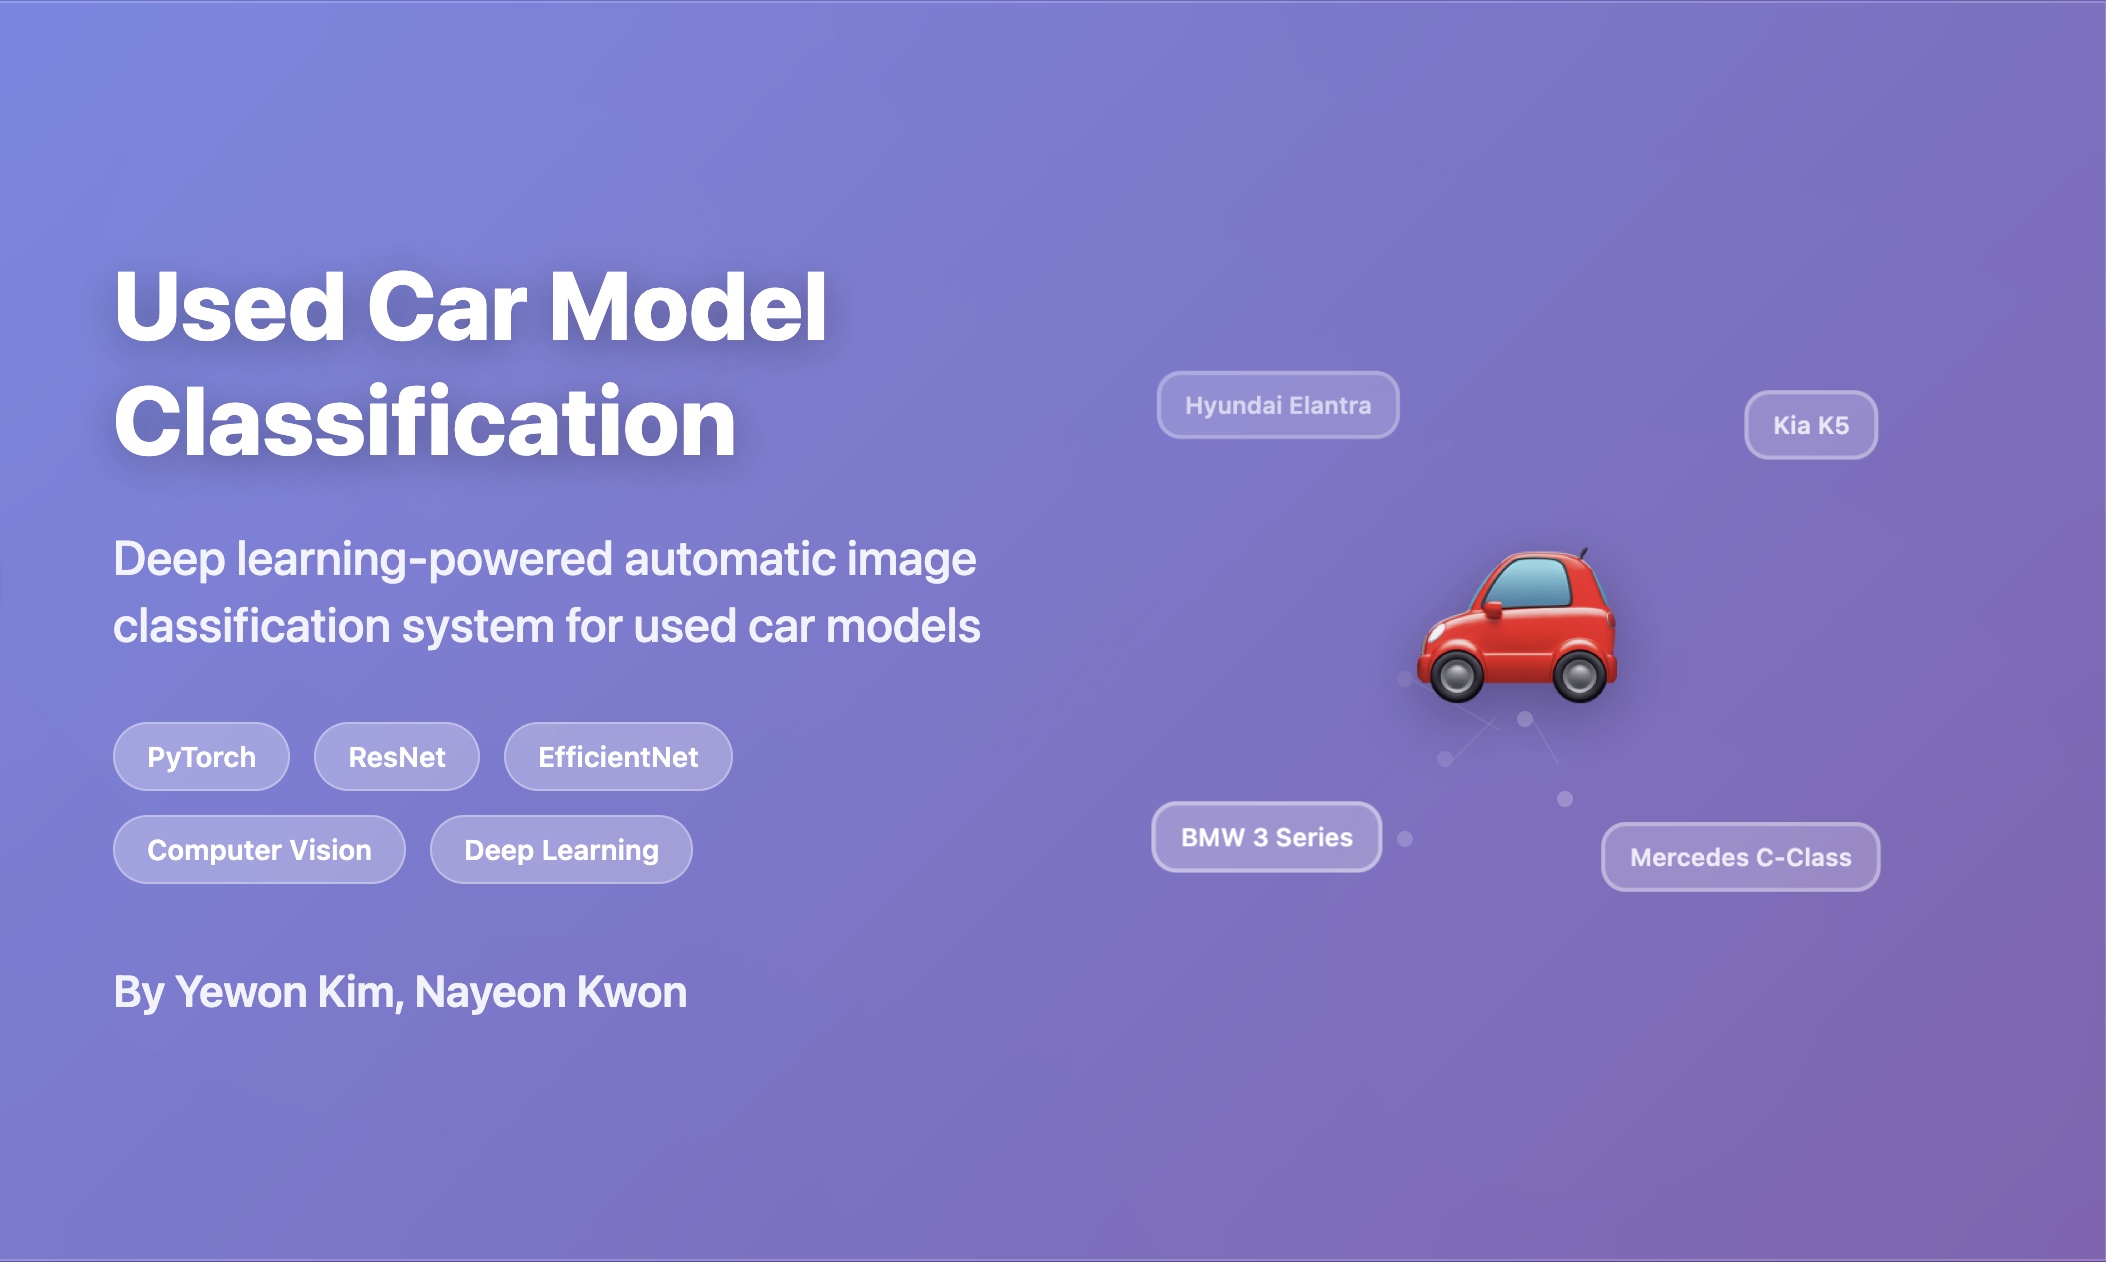 Used Car Model
Classification
Deep learning-powered automatic image
classification system for used car models
PyTorch
ResNet
EfficientNet
Computer Vision
Deep Learning
By Yewon Kim, Nayeon Kwon
Hyundai Elantra
Kia K5
BMW 3 Series
Mercedes C-Class